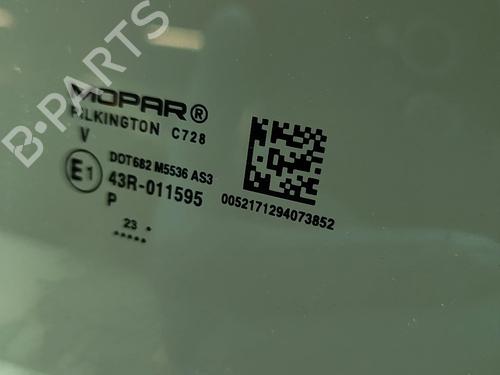 MOPAR®
PILKINGTON C728
V
E1
DOT682 M5536 AS3
43R-011595
P
23
0052171294073852
B-PARTS